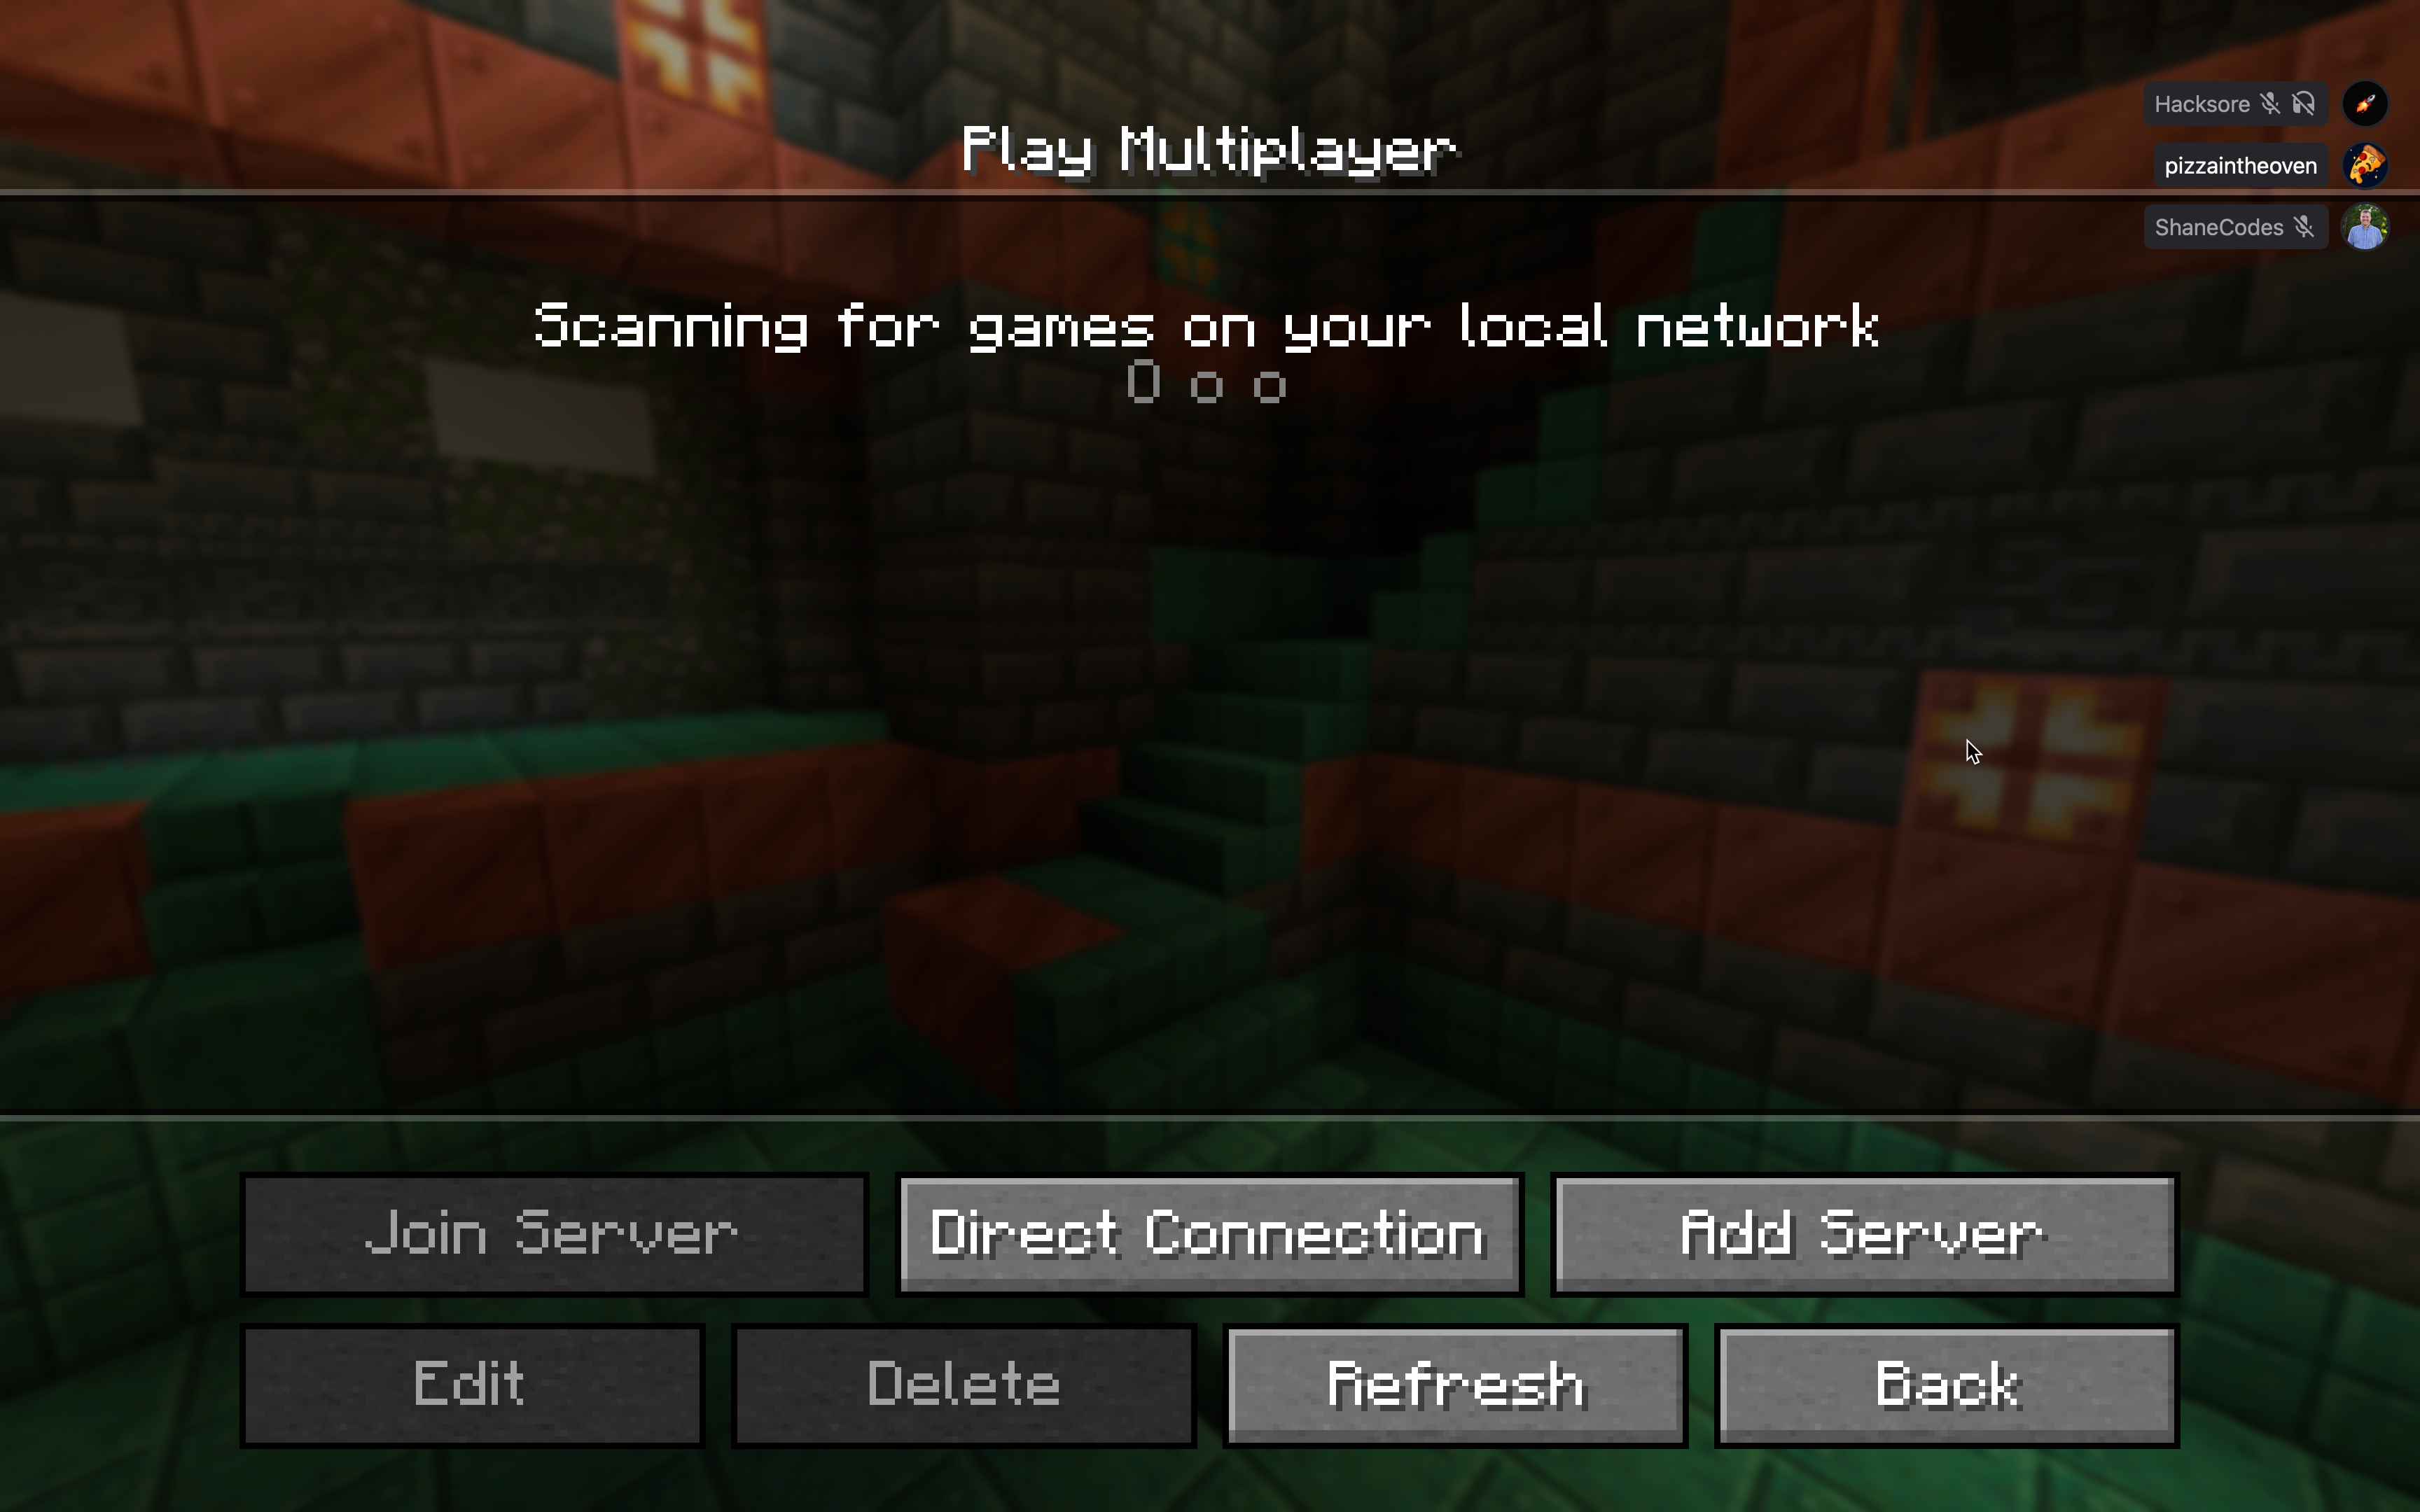 Play Multiplayer
Hacksore
pizzaintheoven
ShaneCodes
Scanning for games on your local network
O o o
Join Server
Direct Connection
Add Server
Edit
Delete
Refresh
Back